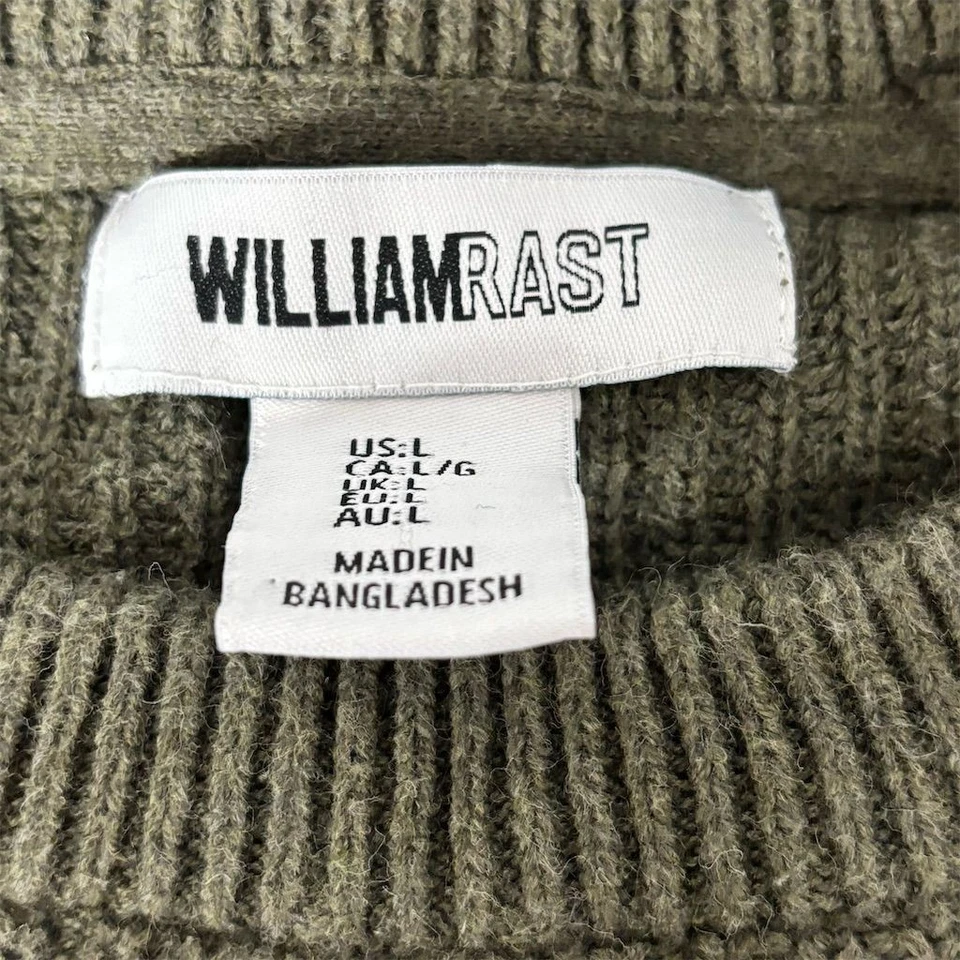 WILLIAMRAST
US:L
CA:L/G
UK:L
EU:L
AU:L
MADEIN
BANGLADESH